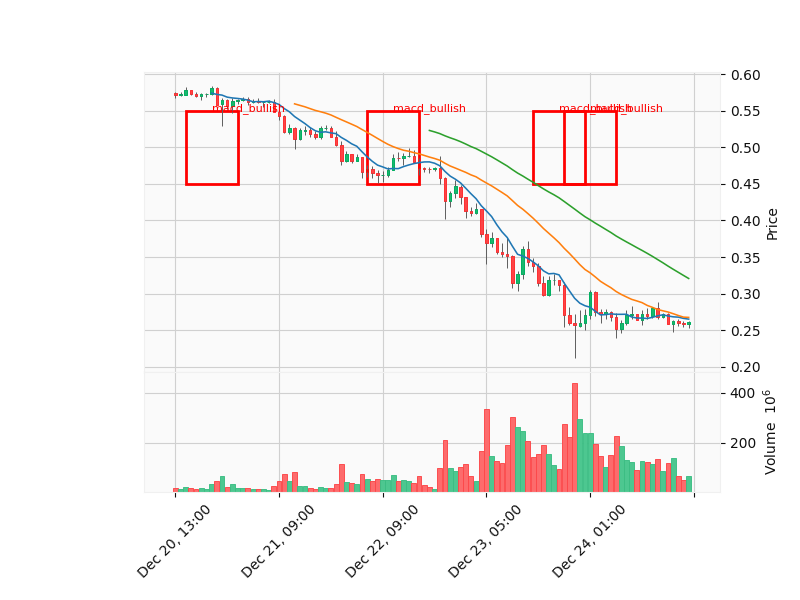 0.60
macd_bullish
macd_bullish
macd_bullish
macd_bullish
0.55
0.50
0.45
0.40
0.35
0.30
0.25
0.20
Price
400
200
Volume 10^6
Dec 20, 13:00
Dec 21, 09:00
Dec 22, 09:00
Dec 23, 05:00
Dec 24, 01:00